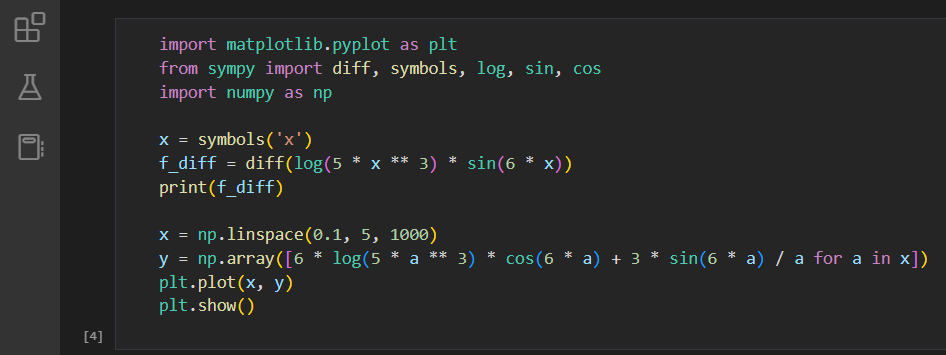 import matplotlib.pyplot as plt
from sympy import diff, symbols, log, sin, cos
import numpy as np
x = symbols('x')
f_diff = diff(log(5 * x ** 3) * sin(6 * x))
print(f_diff)
x = np.linspace(0.1, 5, 1000)
y = np.array([6 * log(5 * a ** 3) * cos(6 * a) + 3 * sin(6 * a) / a for a in x])
plt.plot(x, y)
plt.show()
[4]